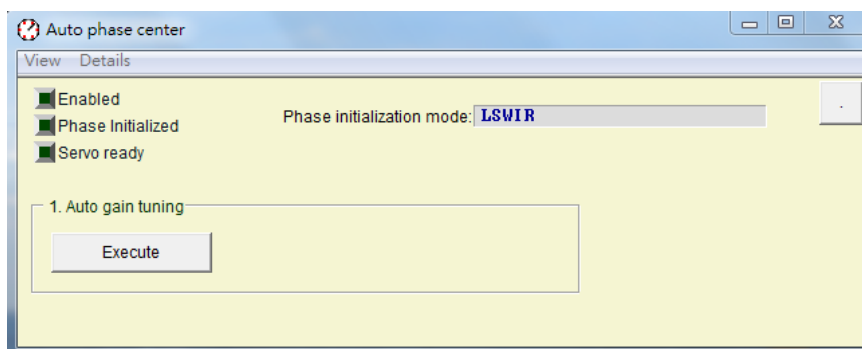 Auto phase center
View Details
Enabled
Phase Initialized
Servo ready
Phase initialization mode: LSWIR
.
1. Auto gain tuning
Execute